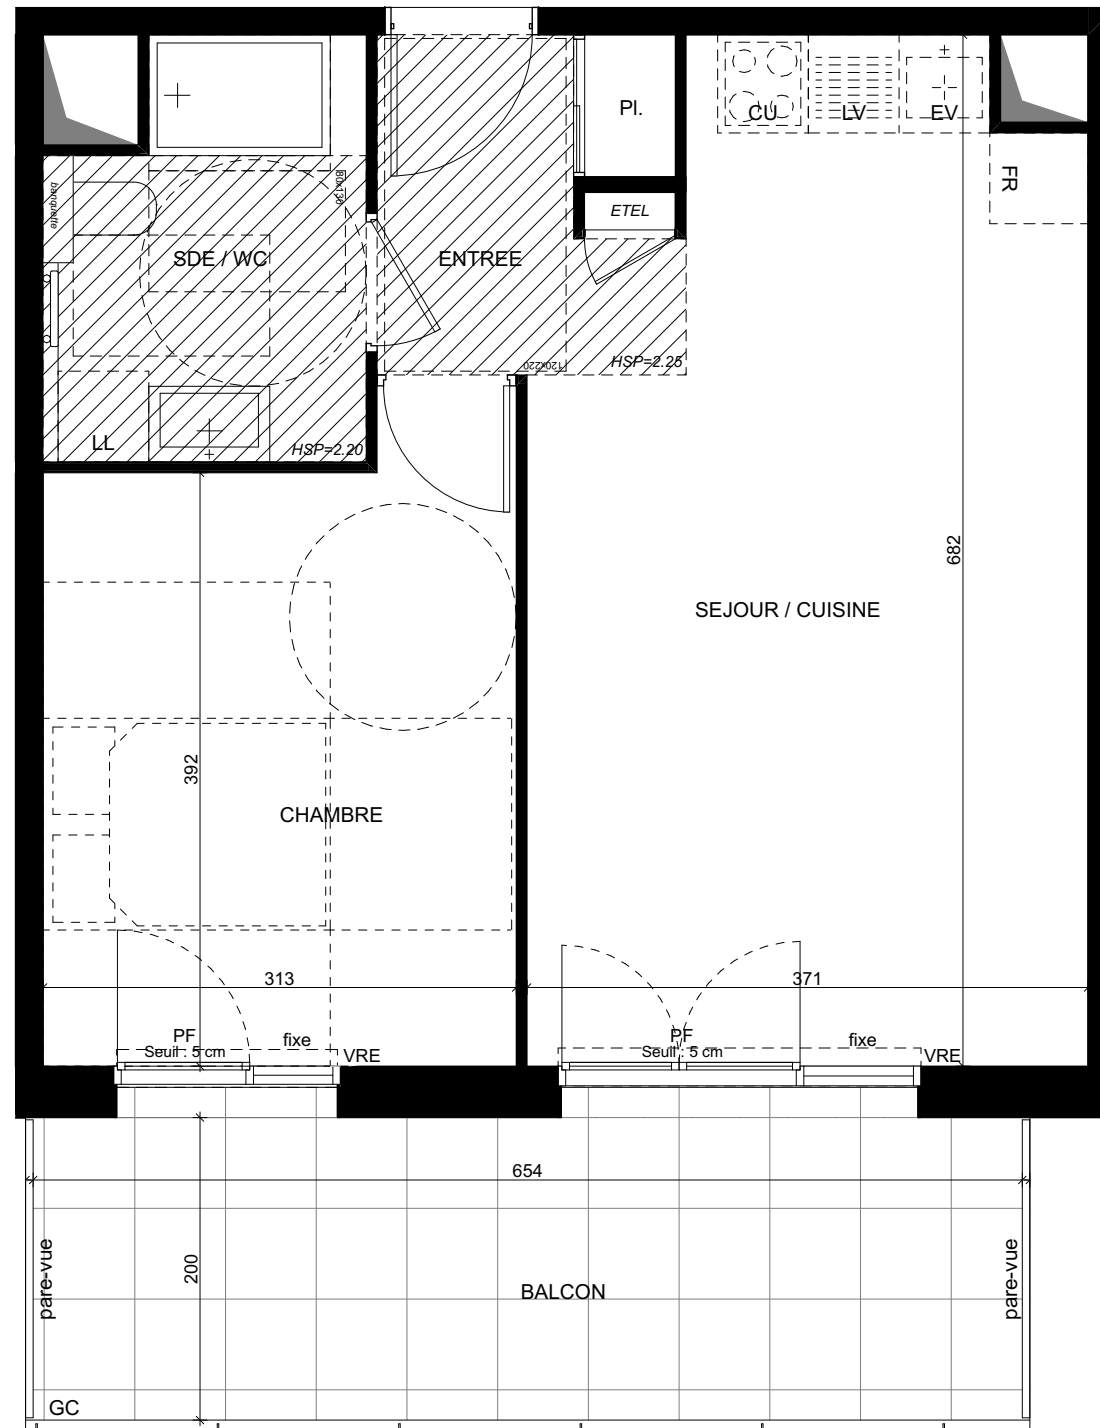 Pl.
CU
LV
EV
FR
banquette
80x130
ETEL
SDE / WC
ENTREE
120x220
HSP=2.25
LL
HSP=2.20
682
SEJOUR / CUISINE
392
CHAMBRE
313
371
PF
Seuil : 5 cm
fixe
VRE
PF
Seuil : 5 cm
fixe
VRE
654
pare-vue
200
BALCON
pare-vue
GC